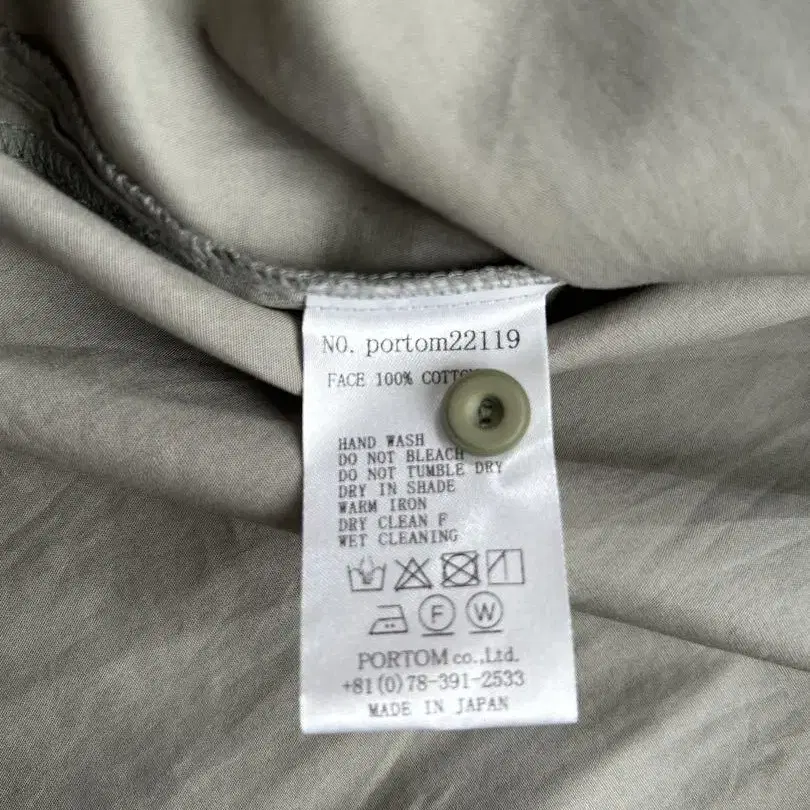 NO. portom22119
FACE 100%
HAND WASH
DO NOT BLEACH
DO NOT TUMBLE DRY
DRY IN SHADE
WARM IRON
DRY CLEAN F
WET CLEANING
F W
PORTOM co.,Ltd.
+81(0)78-391-2533
MADE IN JAPAN